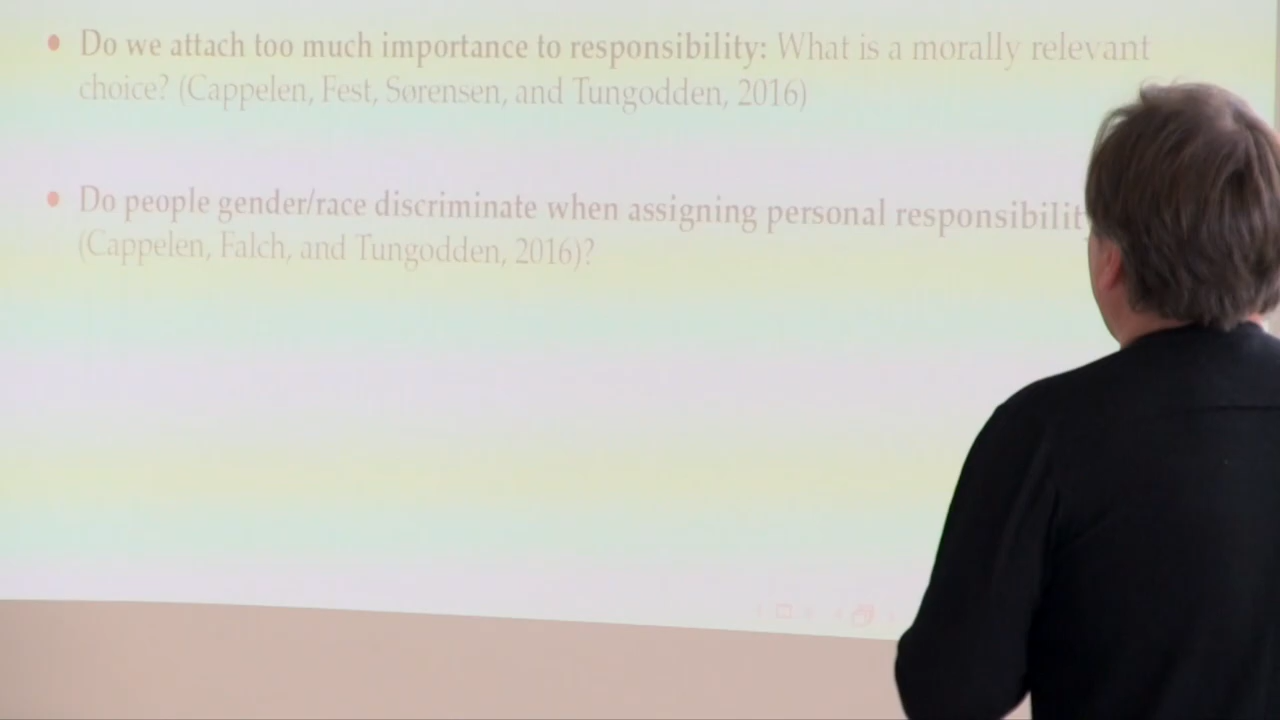 • Do we attach too much importance to responsibility: What is a morally relevant
choice? (Cappelen, Fest, Sørensen, and Tungodden, 2016)
• Do people gender/race discriminate when assigning personal responsibilit
(Cappelen, Falch, and Tungodden, 2016)?